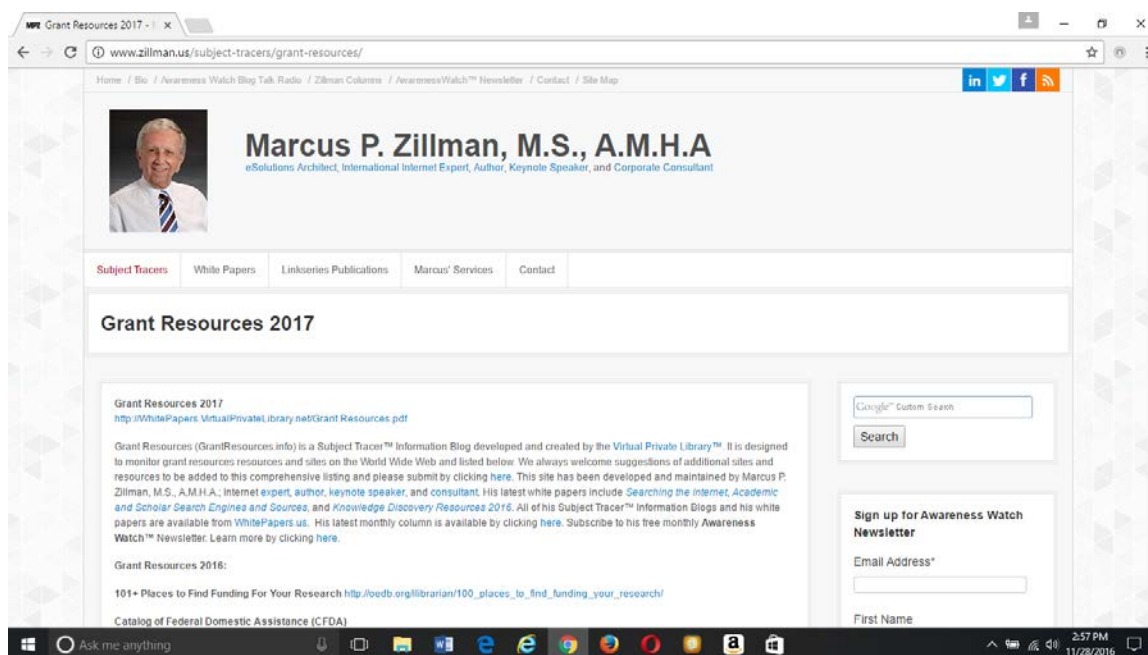 Grant Resources 2017 -
www.zillman.us/subject-tracers/grant-resources/
Home / Bio / Awareness Watch Blog Talk Radio / Zillman Columns / AwarenessWatch™ Newsletter / Contact / Site Map
Marcus P. Zillman, M.S., A.M.H.A
eSolutions Architect, International Internet Expert, Author, Keynote Speaker, and Corporate Consultant
Subject Tracers White Papers Linkseries Publications Marcus' Services Contact
Grant Resources 2017
Grant Resources 2017
http://WhitePapers.VirtualPrivateLibrary.net/Grant Resources.pdf
Grant Resources (GrantResources.info) is a Subject Tracer™ Information Blog developed and created by the Virtual Private Library™. It is designed
to monitor grant resources resources and sites on the World Wide Web and listed below. We always welcome suggestions of additional sites and
resources to be added to this comprehensive listing and please submit by clicking here. This site has been developed and maintained by Marcus P.
Zillman, M.S., A.M.H.A.; Internet expert, author, keynote speaker, and consultant. His latest white papers include Searching the Internet, Academic
and Scholar Search Engines and Sources, and Knowledge Discovery Resources 2016. All of his Subject Tracer™ Information Blogs and his white
papers are available from WhitePapers.us. His latest monthly column is available by clicking here. Subscribe to his free monthly Awareness
Watch™ Newsletter. Learn more by clicking here.
Grant Resources 2016:
101+ Places to Find Funding For Your Research http://oedb.org/ilibrarian/100_places_to_find_funding_your_research/
Catalog of Federal Domestic Assistance (CFDA)
Google™ Custom Search
Search
Sign up for Awareness Watch
Newsletter
Email Address*
First Name
Ask me anything
2:57 PM
11/28/2016